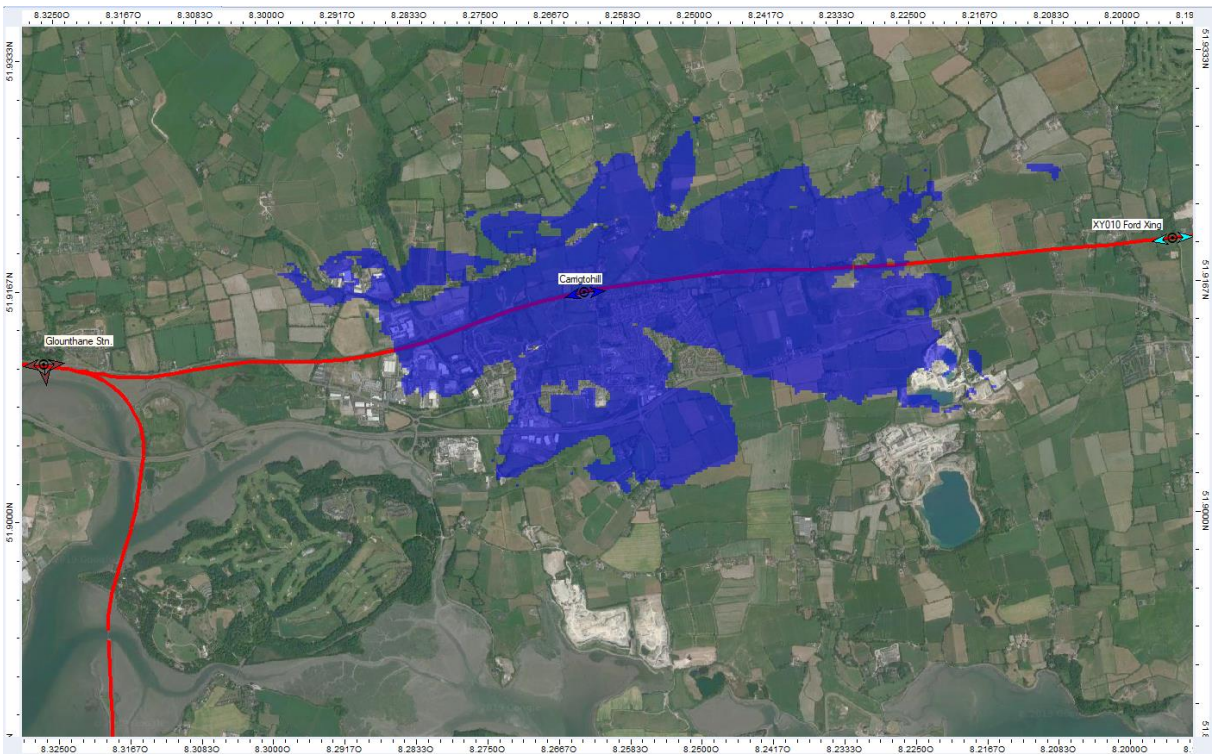 8.3250O 8.3167O 8.3083O 8.3000O 8.2917O 8.2833O 8.2750O 8.2667O 8.2583O 8.2500O 8.2417O 8.2333O 8.2250O 8.2167O 8.2083O 8.2000O 8.19
51.9333N
51.9333N
XY010 Ford Xing
Carrigtohill
51.9167N
51.9167N
Glounthane Stn.
51.9000N
51.9000N
8.3250O 8.3167O 8.3083O 8.3000O 8.2917O 8.2833O 8.2750O 8.2667O 8.2583O 8.2500O 8.2417O 8.2333O 8.2250O 8.2167O 8.2083O 8.2000O